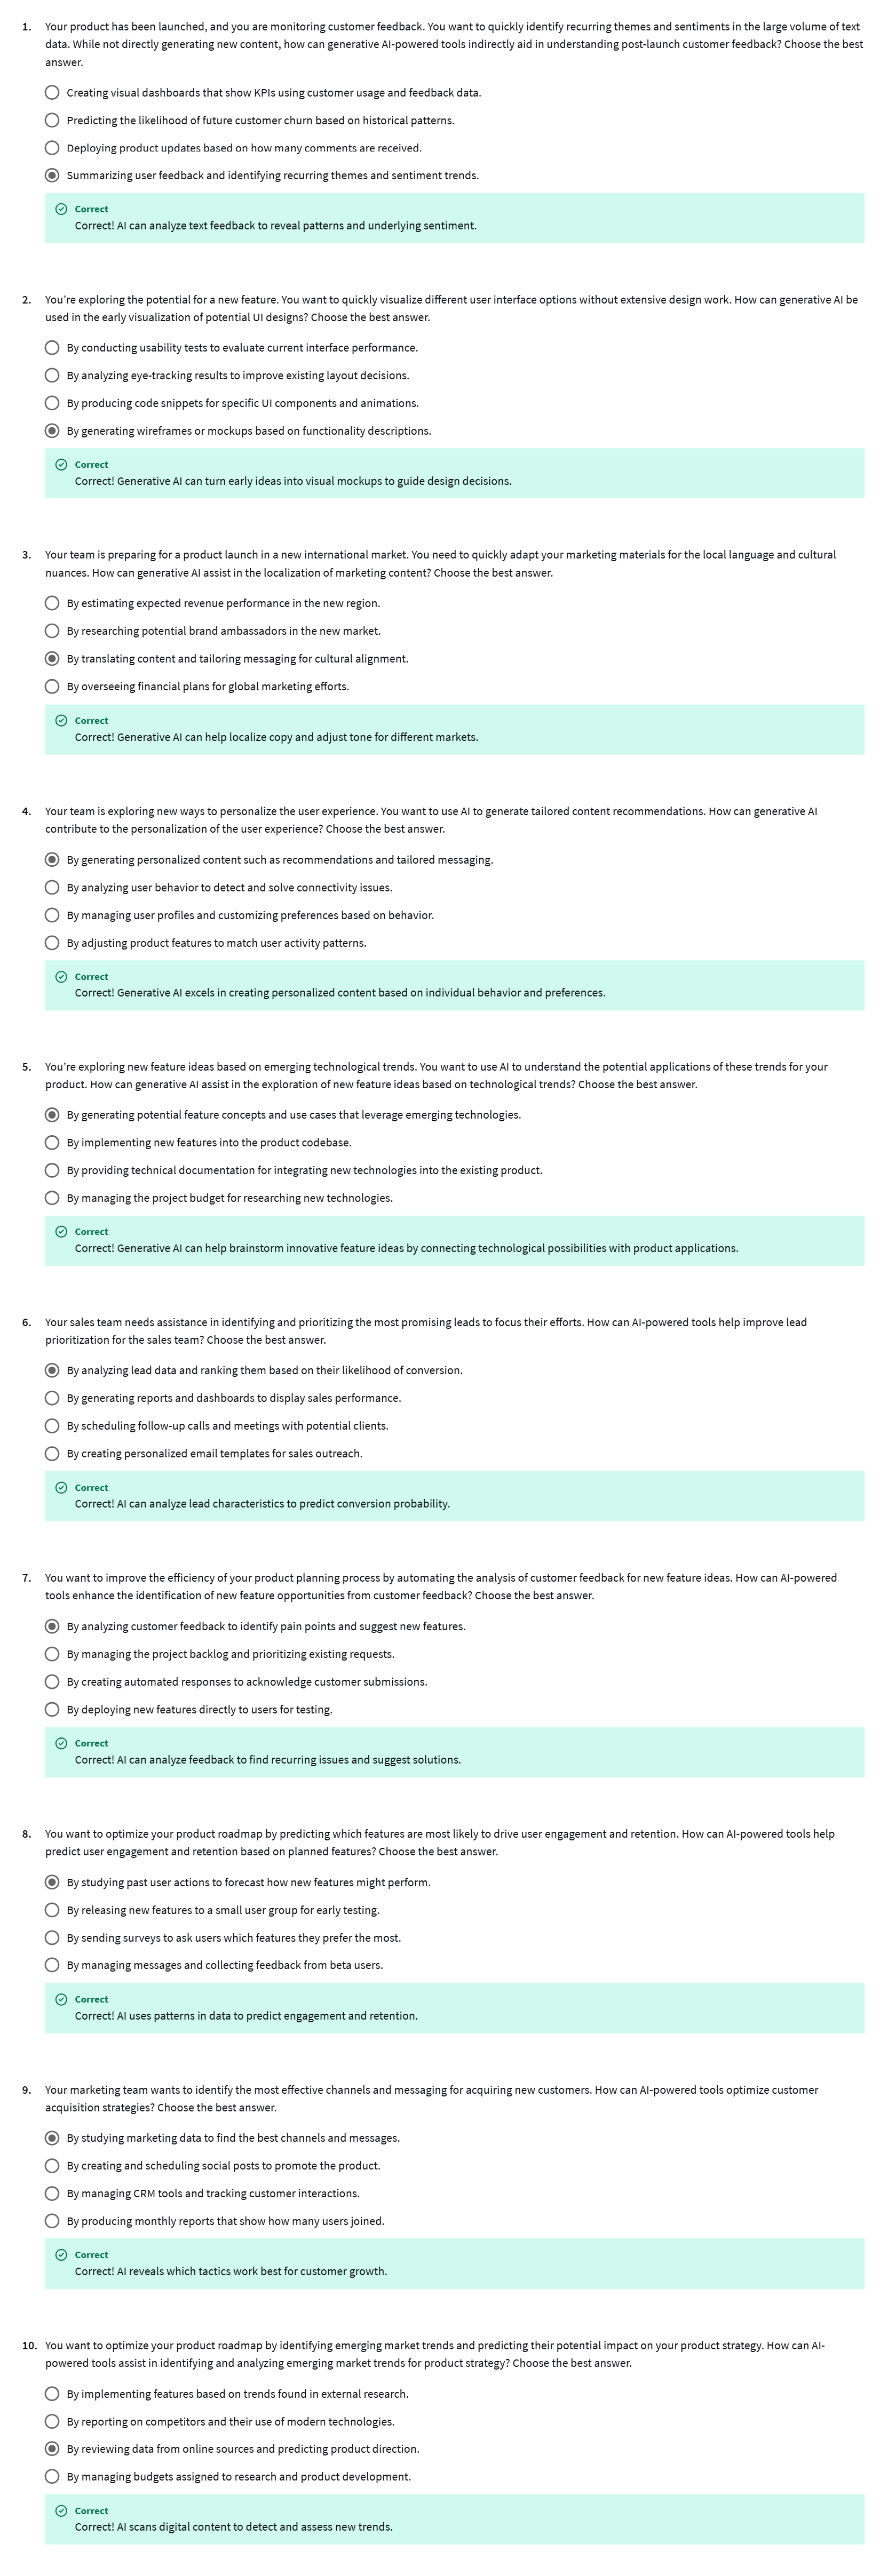 1. Your product has been launched, and you are monitoring customer feedback. You want to quickly identify recurring themes and sentiments in the large volume of text
data. While not directly generating new content, how can generative AI-powered tools indirectly aid in understanding post-launch customer feedback? Choose the best
answer.
Creating visual dashboards that show KPIs using customer usage and feedback data.
Predicting the likelihood of future customer churn based on historical patterns.
Deploying product updates based on how many comments are received.
Summarizing user feedback and identifying recurring themes and sentiment trends.
Correct
Correct! AI can analyze text feedback to reveal patterns and underlying sentiment.
2. You're exploring the potential for a new feature. You want to quickly visualize different user interface options without extensive design work. How can generative AI be
used in the early visualization of potential UI designs? Choose the best answer.
By conducting usability tests to evaluate current interface performance.
By analyzing eye-tracking results to improve existing layout decisions.
By producing code snippets for specific UI components and animations.
By generating wireframes or mockups based on functionality descriptions.
Correct
Correct! Generative AI can turn early ideas into visual mockups to guide design decisions.
3. Your team is preparing for a product launch in a new international market. You need to quickly adapt your marketing materials for the local language and cultural
nuances. How can generative AI assist in the localization of marketing content? Choose the best answer.
By estimating expected revenue performance in the new region.
By researching potential brand ambassadors in the new market.
By translating content and tailoring messaging for cultural alignment.
By overseeing financial plans for global marketing efforts.
Correct
Correct! Generative AI can help localize copy and adjust tone for different markets.
4. Your team is exploring new ways to personalize the user experience. You want to use AI to generate tailored content recommendations. How can generative AI
contribute to the personalization of the user experience? Choose the best answer.
By generating personalized content such as recommendations and tailored messaging.
By analyzing user behavior to detect and solve connectivity issues.
By managing user profiles and customizing preferences based on behavior.
By adjusting product features to match user activity patterns.
Correct
Correct! Generative AI excels in creating personalized content based on individual behavior and preferences.
5. You're exploring new feature ideas based on emerging technological trends. You want to use AI to understand the potential applications of these trends for your
product. How can generative AI assist in the exploration of new feature ideas based on technological trends? Choose the best answer.
By generating potential feature concepts and use cases that leverage emerging technologies.
By implementing new features into the product codebase.
By providing technical documentation for integrating new technologies into the existing product.
By managing the project budget for researching new technologies.
Correct
Correct! Generative AI can help brainstorm innovative feature ideas by connecting technological possibilities with product applications.
6. Your sales team needs assistance in identifying and prioritizing the most promising leads to focus their efforts. How can AI-powered tools help improve lead
prioritization for the sales team? Choose the best answer.
By analyzing lead data and ranking them based on their likelihood of conversion.
By generating reports and dashboards to display sales performance.
By scheduling follow-up calls and meetings with potential clients.
By creating personalized email templates for sales outreach.
Correct
Correct! AI can analyze lead characteristics to predict conversion probability.
7. You want to improve the efficiency of your product planning process by automating the analysis of customer feedback for new feature ideas. How can AI-powered
tools enhance the identification of new feature opportunities from customer feedback? Choose the best answer.
By analyzing customer feedback to identify pain points and suggest new features.
By managing the project backlog and prioritizing existing requests.
By creating automated responses to acknowledge customer submissions.
By deploying new features directly to users for testing.
Correct
Correct! AI can analyze feedback to find recurring issues and suggest solutions.
8. You want to optimize your product roadmap by predicting which features are most likely to drive user engagement and retention. How can AI-powered tools help
predict user engagement and retention based on planned features? Choose the best answer.
By studying past user actions to forecast how new features might perform.
By releasing new features to a small user group for early testing.
By sending surveys to ask users which features they prefer the most.
By managing messages and collecting feedback from beta users.
Correct
Correct! AI uses patterns in data to predict engagement and retention.
9. Your marketing team wants to identify the most effective channels and messaging for acquiring new customers. How can AI-powered tools optimize customer
acquisition strategies? Choose the best answer.
By studying marketing data to find the best channels and messages.
By creating and scheduling social posts to promote the product.
By managing CRM tools and tracking customer interactions.
By producing monthly reports that show how many users joined.
Correct
Correct! AI reveals which tactics work best for customer growth.
10. You want to optimize your product roadmap by identifying emerging market trends and predicting their potential impact on your product strategy. How can AI-
powered tools assist in identifying and analyzing emerging market trends for product strategy? Choose the best answer.
By implementing features based on trends found in external research.
By reporting on competitors and their use of modern technologies.
By reviewing data from online sources and predicting product direction.
By managing budgets assigned to research and product development.
Correct
Correct! AI scans digital content to detect and assess new trends.